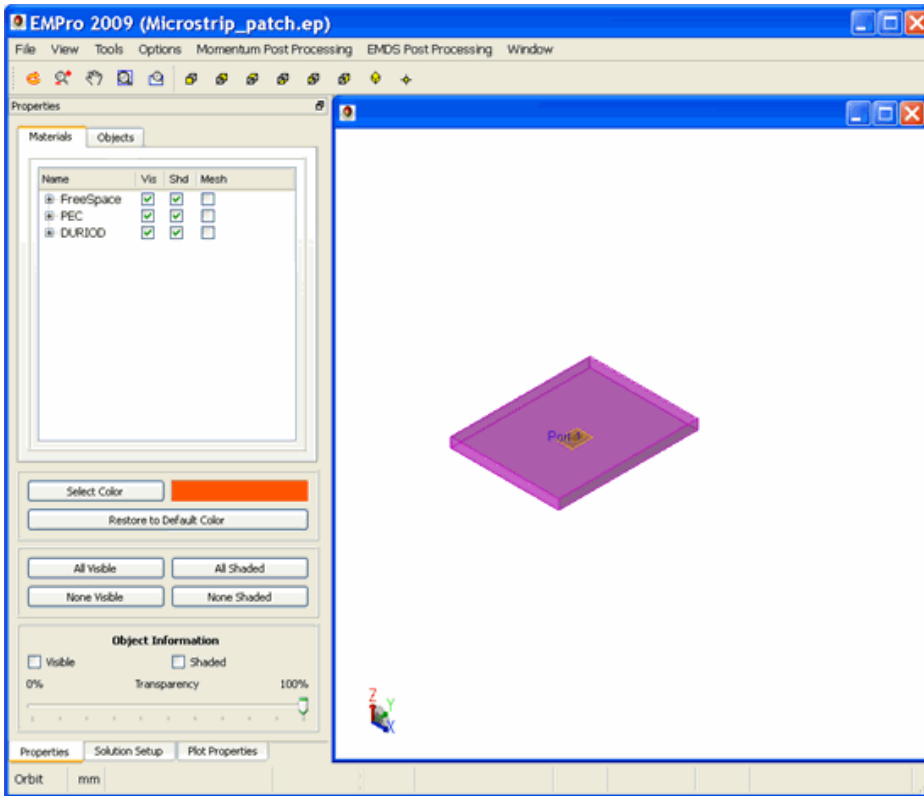 EMPro 2009 (Microstrip_patch.ep)
File View Tools Options Momentum Post Processing EMDS Post Processing Window
Properties
Materials Objects
Name Vis Shd Mesh
FreeSpace
PEC
DURIOD
Select Color
Restore to Default Color
All Visible All Shaded
None Visible None Shaded
Object Information
Visible Shaded
0% Transparency 100%
Properties Solution Setup Plot Properties
Orbit mm
Port
Z
Y
X